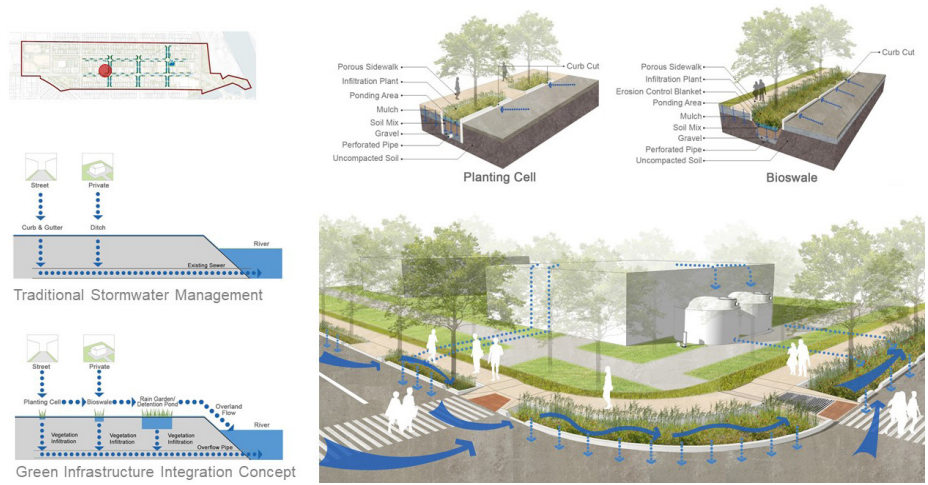 Street
Private
Curb & Gutter
Ditch
River
Existing Sewer
Traditional Stormwater Management
Street
Private
Planting Cell
Bioswale
Rain Garden/
Detention Pond
Overland
Flow
River
Vegetation
Infiltration
Vegetation
Infiltration
Vegetation
Infiltration
Overflow Pipe
Green Infrastructure Integration Concept
Porous Sidewalk
Infiltration Plant
Ponding Area
Mulch
Soil Mix
Gravel
Perforated Pipe
Uncompacted Soil
Curb Cut
Planting Cell
Curb Cut
Porous Sidewalk
Infiltration Plant
Erosion Control Blanket
Ponding Area
Mulch
Soil Mix
Gravel
Perforated Pipe
Uncompacted Soil
Bioswale